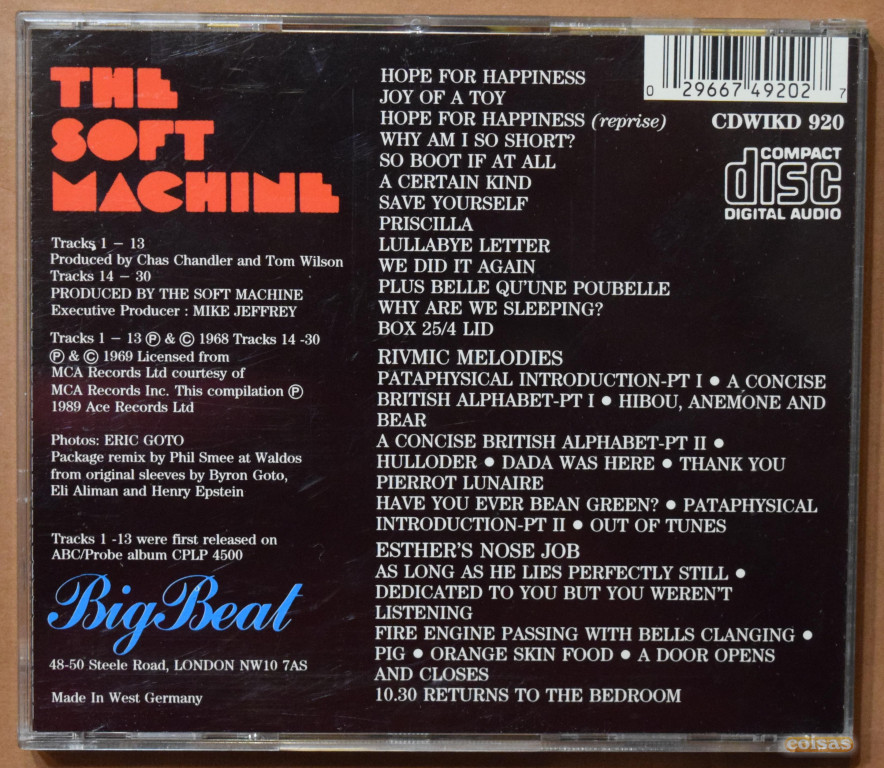 THE
SOFT
MACHINE
Tracks 1 – 13
Produced by Chas Chandler and Tom Wilson
Tracks 14 – 30
PRODUCED BY THE SOFT MACHINE
Executive Producer : MIKE JEFFREY
Tracks 1 – 13 Ⓟ & © 1968 Tracks 14 -30
Ⓟ & © 1969 Licensed from
MCA Records Ltd courtesy of
MCA Records Inc. This compilation Ⓟ
1989 Ace Records Ltd
Photos: ERIC GOTO
Package remix by Phil Smee at Waldos
from original sleeves by Byron Goto,
Eli Aliman and Henry Epstein
Tracks 1 -13 were first released on
ABC/Probe album CPLP 4500
Big Beat
48-50 Steele Road, LONDON NW10 7AS
Made In West Germany
HOPE FOR HAPPINESS
JOY OF A TOY
HOPE FOR HAPPINESS (reprise)
WHY AM I SO SHORT?
SO BOOT IF AT ALL
A CERTAIN KIND
SAVE YOURSELF
PRISCILLA
LULLABYE LETTER
WE DID IT AGAIN
PLUS BELLE QU'UNE POUBELLE
WHY ARE WE SLEEPING?
BOX 25/4 LID
RIVMIC MELODIES
PATAPHYSICAL INTRODUCTION-PT I ● A CONCISE
BRITISH ALPHABET-PT I ● HIBOU, ANEMONE AND
BEAR
A CONCISE BRITISH ALPHABET-PT II ●
HULLODER ● DADA WAS HERE ● THANK YOU
PIERROT LUNAIRE
HAVE YOU EVER BEAN GREEN? ● PATAPHYSICAL
INTRODUCTION-PT II ● OUT OF TUNES
ESTHER'S NOSE JOB
AS LONG AS HE LIES PERFECTLY STILL ●
DEDICATED TO YOU BUT YOU WEREN'T
LISTENING
FIRE ENGINE PASSING WITH BELLS CLANGING ●
PIG ● ORANGE SKIN FOOD ● A DOOR OPENS
AND CLOSES
10.30 RETURNS TO THE BEDROOM
0 29667 49202 7
CDWIKD 920
COMPACT
disc
DIGITAL AUDIO
todocoleccion